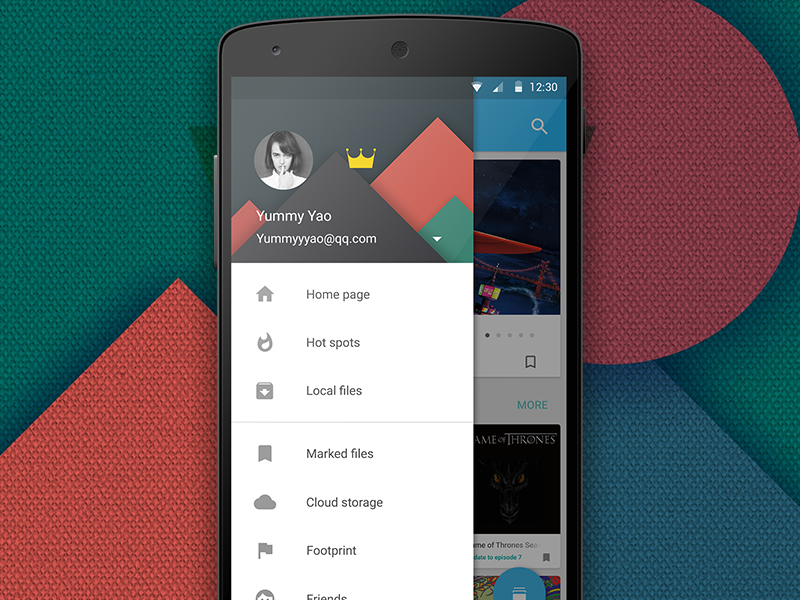 12:30
Yummy Yao
Yummyyyao@qq.com
Home page
Hot spots
Local files
Marked files
Cloud storage
Footprint
Friends
MORE
AME OF THRONES
me of Thrones Sea
date to episode 7